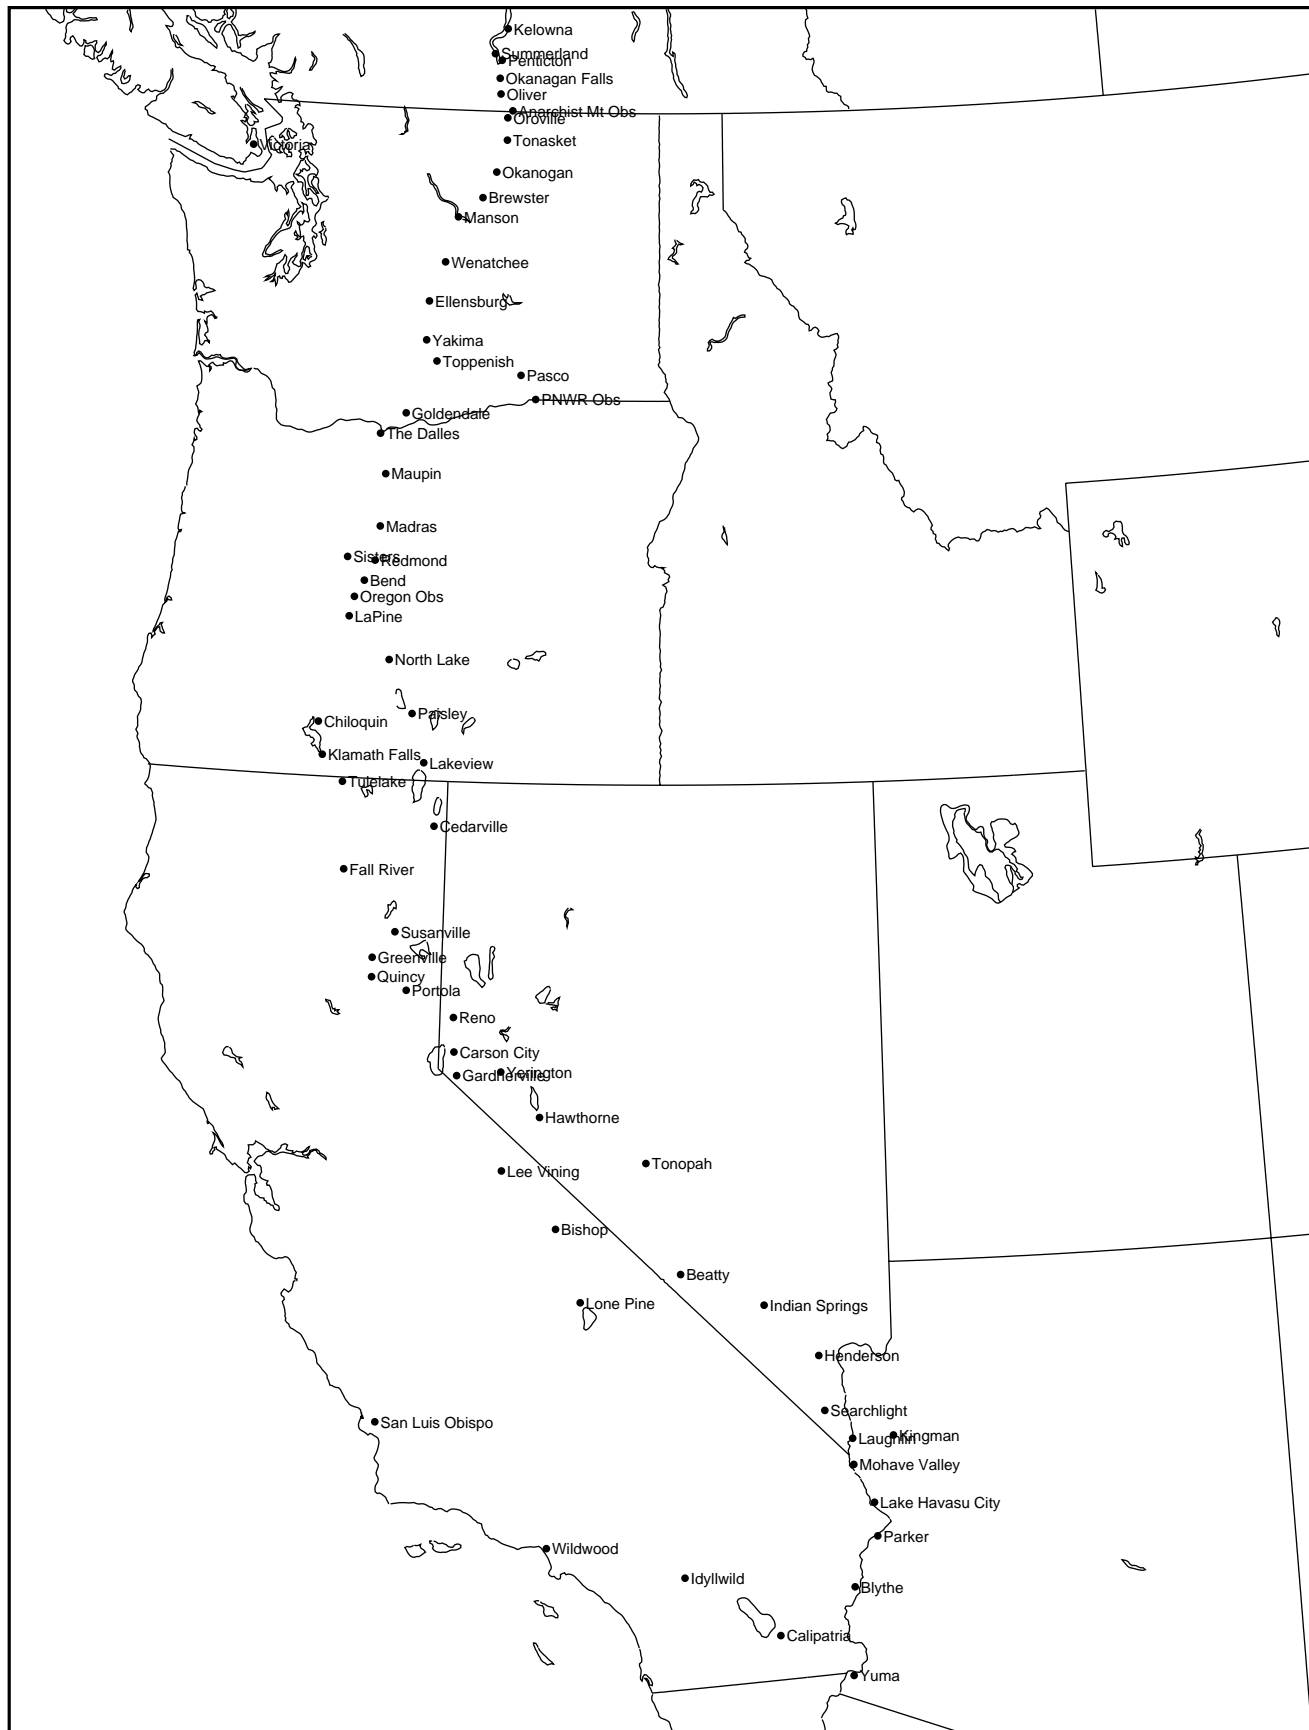 Kelowna
Summerland
Penticton
Okanagan Falls
Oliver
Anarchist Mt Obs
Oroville
Tonasket
Victoria
Okanogan
Brewster
Manson
Wenatchee
Ellensburg
Yakima
Toppenish
Pasco
PNWR Obs
Goldendale
The Dalles
Maupin
Madras
Sisters
Redmond
Bend
Oregon Obs
LaPine
North Lake
Paisley
Chiloquin
Klamath Falls
Lakeview
Tulelake
Cedarville
Fall River
Susanville
Greenville
Quincy
Portola
Reno
Carson City
Yerington
Gardnerville
Hawthorne
Tonopah
Lee Vining
Bishop
Beatty
Lone Pine
Indian Springs
Henderson
Searchlight
San Luis Obispo
Kingman
Laughlin
Mohave Valley
Lake Havasu City
Parker
Wildwood
Idyllwild
Blythe
Calipatria
Yuma